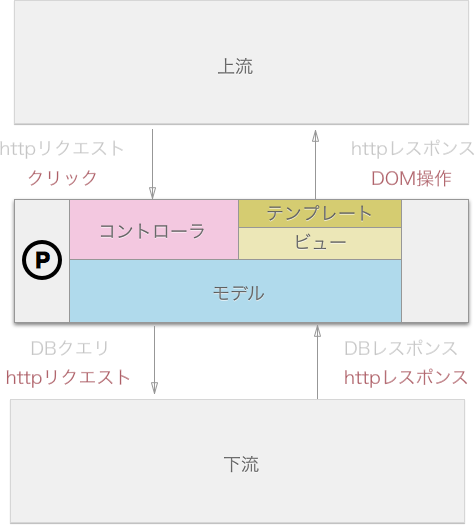 上流
httpリクエスト
httpレスポンス
クリック
DOM操作
コントローラ
テンプレート
ビュー
P
モデル
DBクエリ
DBレスポンス
httpリクエスト
httpレスポンス
下流